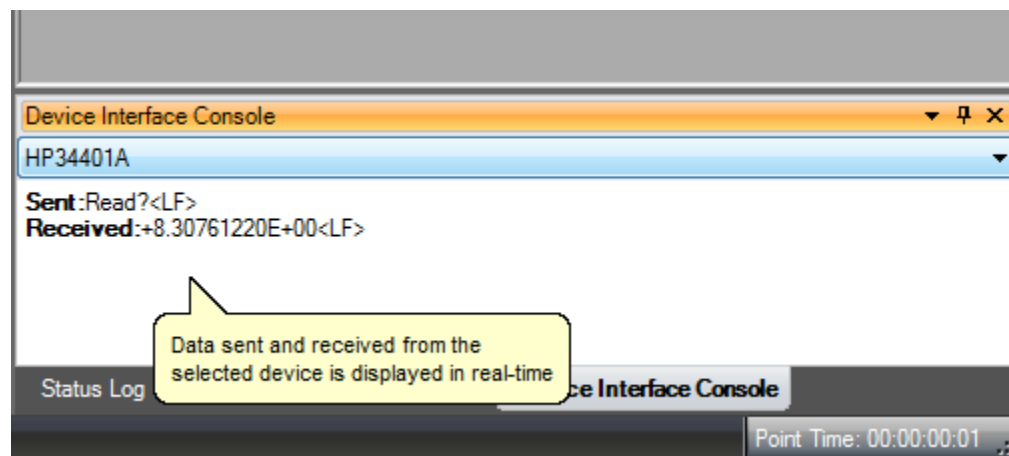 Device Interface Console
HP34401A
Sent:Read?<LF>
Received:+8.30761220E+00<LF>
Data sent and received from the
selected device is displayed in real-time
Status Log
ce Interface Console
Point Time: 00:00:00:01